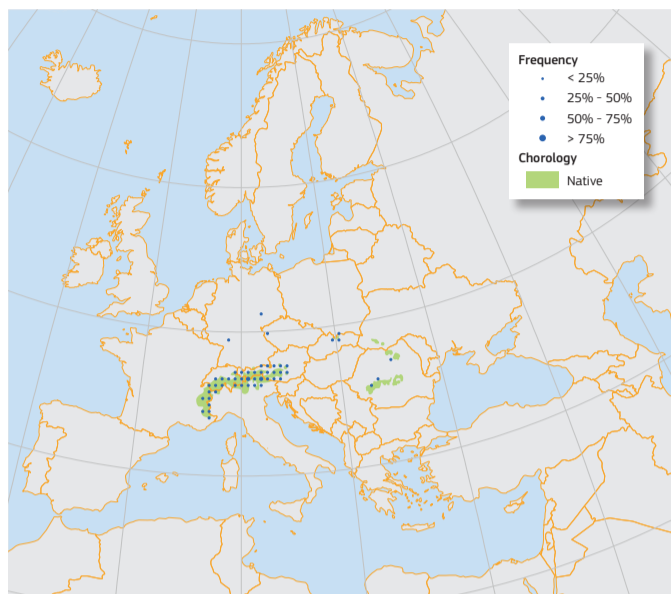 Frequency
< 25%
25% - 50%
50% - 75%
> 75%
Chorology
Native